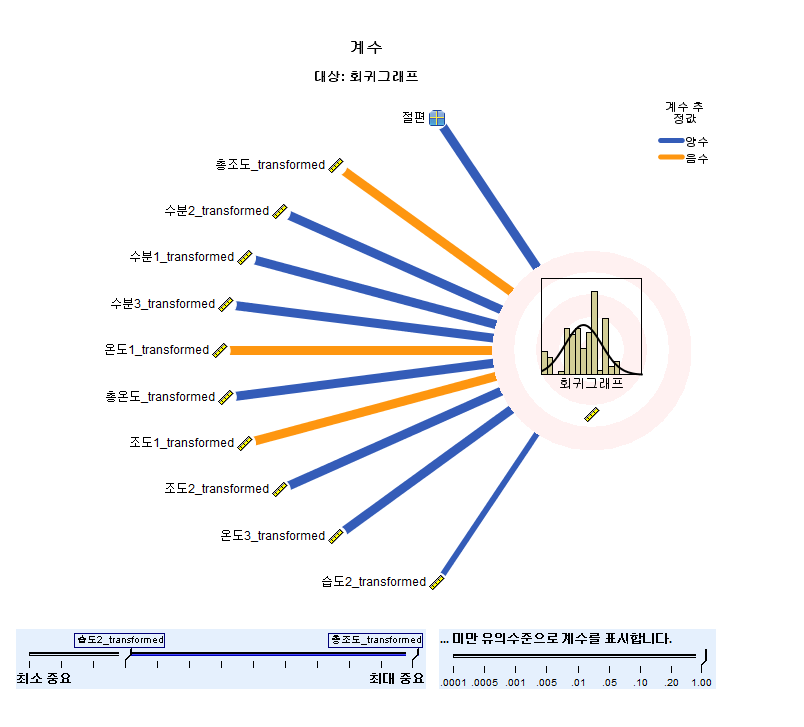 계수
대상: 회귀그래프
계수 추
정값
양수
음수
절편
총조도_transformed
수분2_transformed
수분1_transformed
수분3_transformed
온도1_transformed
총온도_transformed
조도1_transformed
조도2_transformed
온도3_transformed
습도2_transformed
회귀그래프
습도2_transformed
총조도_transformed
최소 중요
최대 중요
... 미만 유의수준으로 계수를 표시합니다.
.0001 .0005 .001 .005 .01 .05 .10 .20 1.00